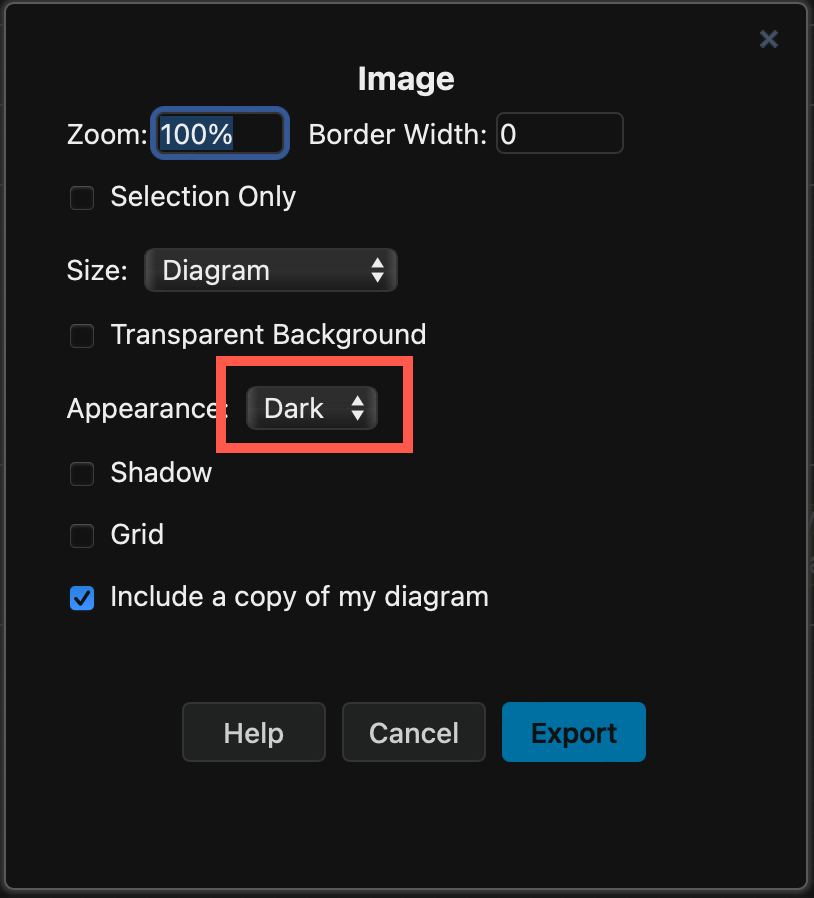 Image
Zoom: 100% Border Width: 0
Selection Only
Size: Diagram
Transparent Background
Appearance: Dark
Shadow
Grid
Include a copy of my diagram
Help Cancel Export